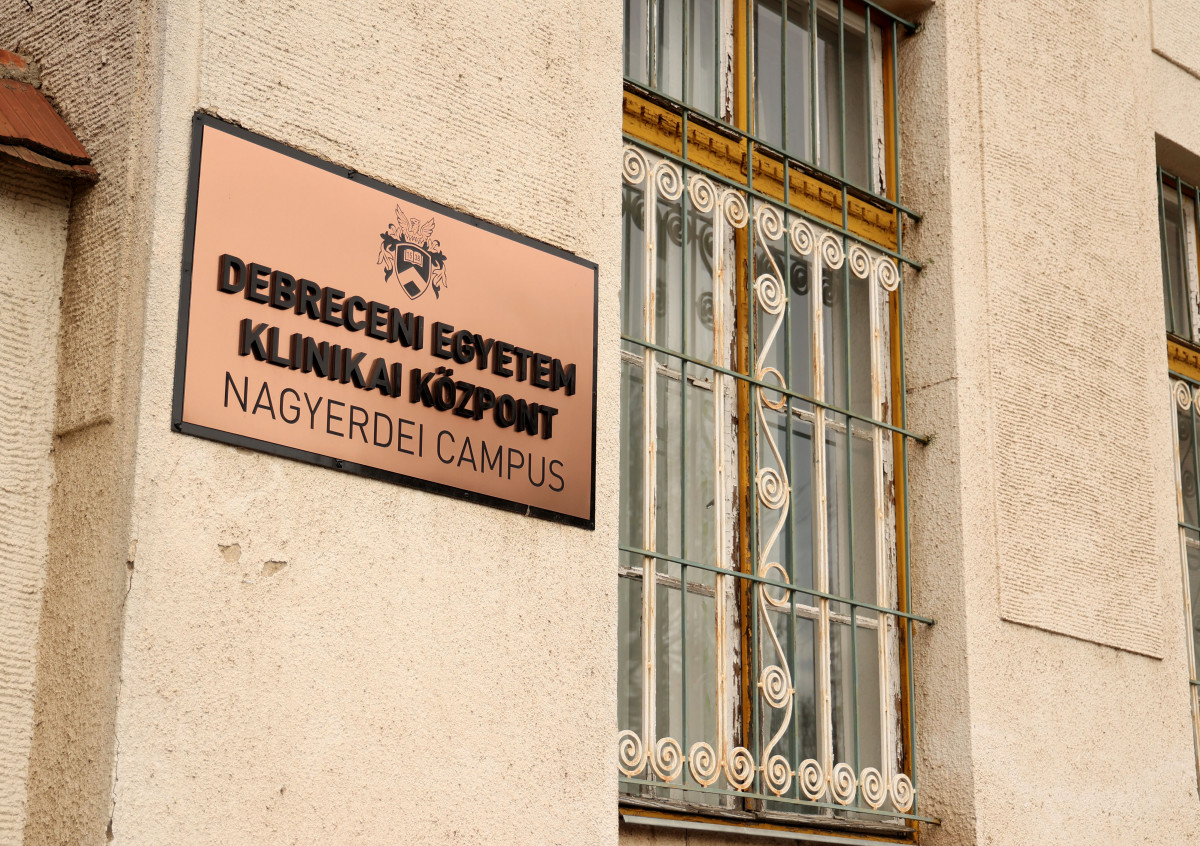 DEBRECENI EGYETEM
KLINIKAI KÖZPONT
NAGYERDEI CAMPUS